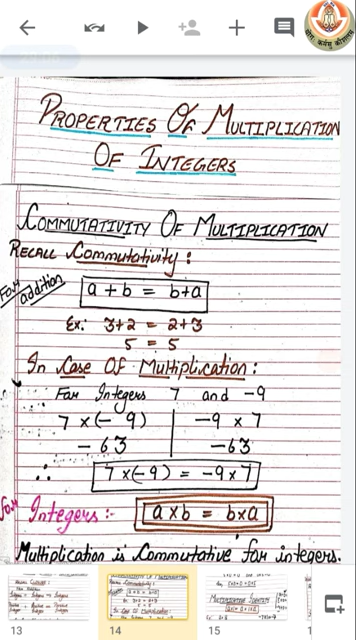 PROPERTIES OF MULTIPLICATION
OF INTEGERS
COMMUTATIVITY OF MULTIPLICATION
RECALL Commutativity :
For addition
a + b = b+a
Ex: 3+2 = 2+3
5 = 5
In Case Of Multiplication :
For Integers 7 and -9
7 ×(- 9) | -9 × 7
- 63 | -63
∴ 7 ×(-9) = -9×7
For Integers :- a × b = b×a
Multiplication is Commutative for integers.
13 14 15